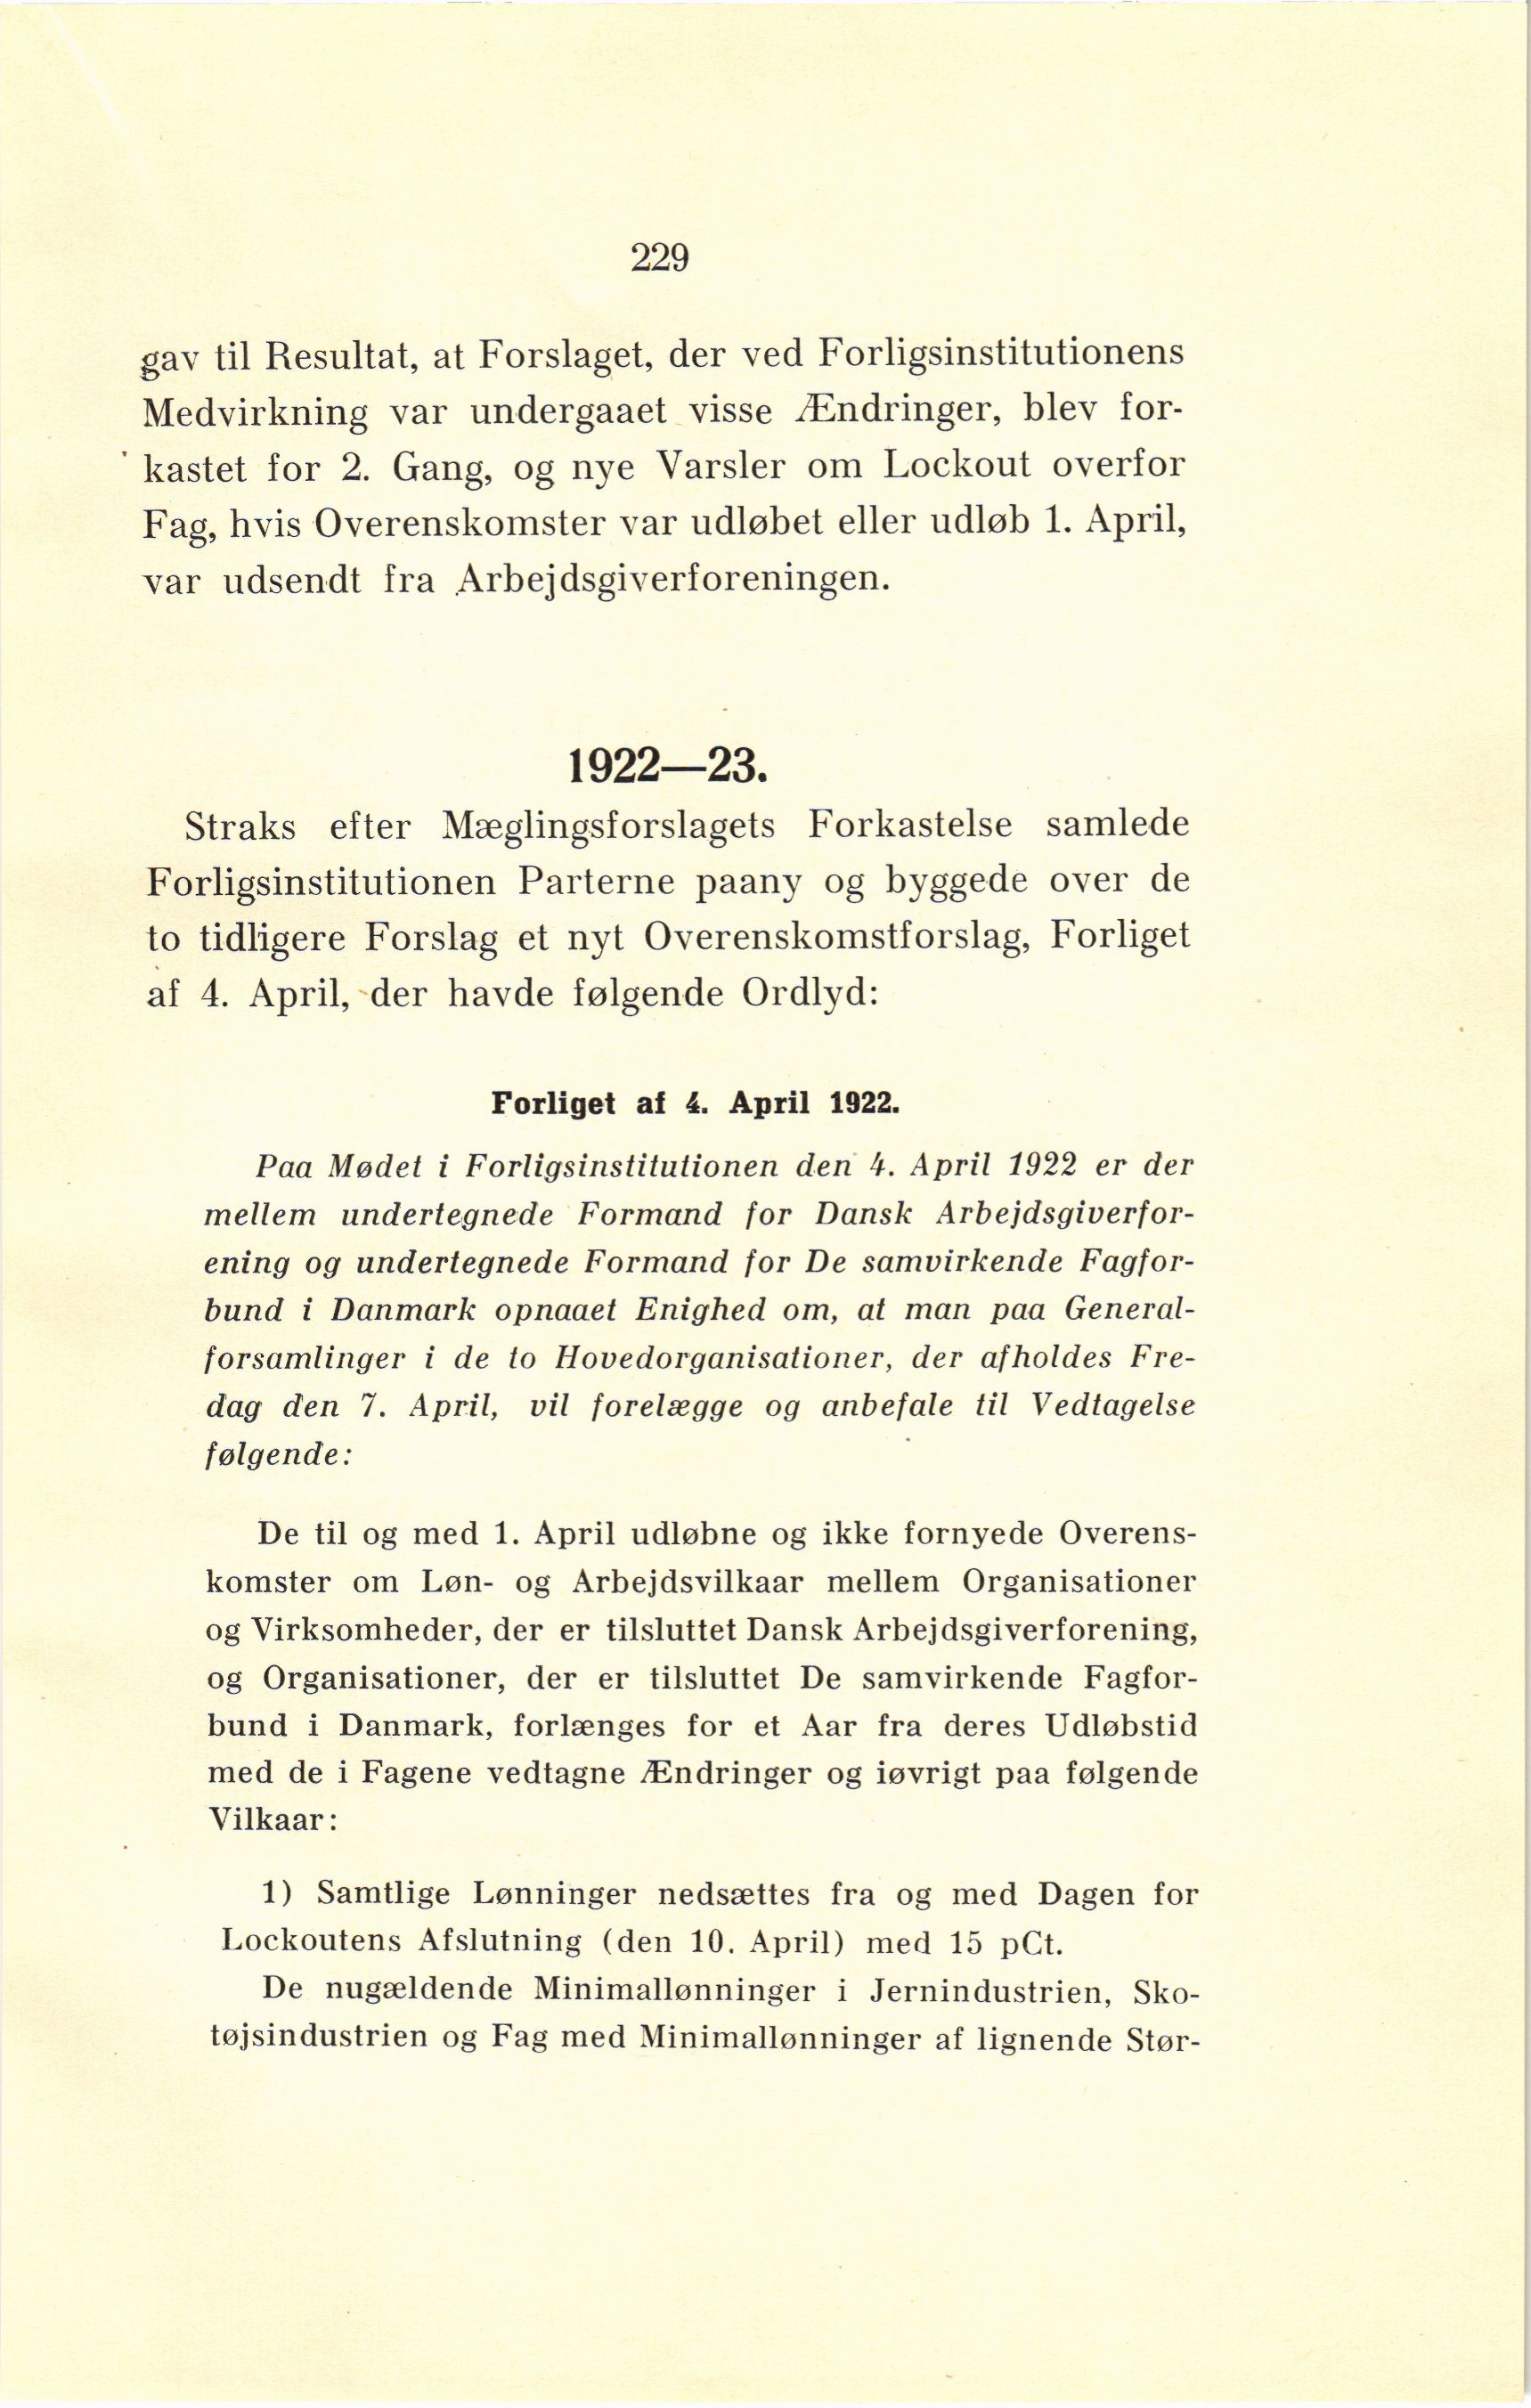 229
gav til Resultat, at Forslaget, der ved Forligsinstitutionens
Medvirkning var undergaaet visse Ændringer, blev for-
kastet for 2. Gang, og nye Varsler om Lockout overfor
Fag, hvis Overenskomster var udløbet eller udløb 1. April,
var udsendt fra Arbejdsgiverforeningen.
1922—23.
Straks efter Mæglingsforslagets Forkastelse samlede
Forligsinstitutionen Parterne paany og byggede over de
to tidligere Forslag et nyt Overenskomstforslag, Forliget
af 4. April, der havde følgende Ordlyd:
Forliget af 4. April 1922.
Paa Mødet i Forligsinstitutionen den 4. April 1922 er der
mellem undertegnede Formand for Dansk Arbejdsgiverfor-
ening og undertegnede Formand for De samvirkende Fagfor-
bund i Danmark opnaaet Enighed om, at man paa General-
forsamlinger i de to Hovedorganisationer, der afholdes Fre-
dag den 7. April, vil forelægge og anbefale til Vedtagelse
følgende:
De til og med 1. April udløbne og ikke fornyede Overens-
komster om Løn- og Arbejdsvilkaar mellem Organisationer
og Virksomheder, der er tilsluttet Dansk Arbejdsgiverforening,
og Organisationer, der er tilsluttet De samvirkende Fagfor-
bund i Danmark, forlænges for et Aar fra deres Udløbstid
med de i Fagene vedtagne Ændringer og iøvrigt paa følgende
Vilkaar:
1) Samtlige Lønninger nedsættes fra og med Dagen for
Lockoutens Afslutning (den 10. April) med 15 pCt.
De nugældende Minimallønninger i Jernindustrien, Sko-
tøjsindustrien og Fag med Minimallønninger af lignende Stør-